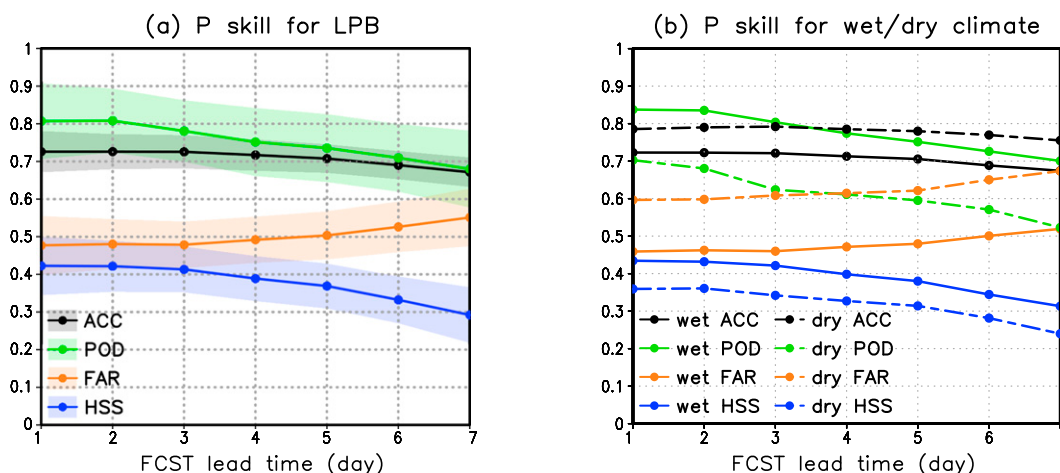 (a) P skill for LPB
1
0.9
0.8
0.7
0.6
0.5
0.4
0.3
0.2
0.1
0
ACC
POD
FAR
HSS
1 2 3 4 5 6 7
FCST lead time (day)
(b) P skill for wet/dry climate
1
0.9
0.8
0.7
0.6
0.5
0.4
0.3
0.2
0.1
0
wet ACC dry ACC
wet POD dry POD
wet FAR dry FAR
wet HSS dry HSS
1 2 3 4 5 6
FCST lead time (day)